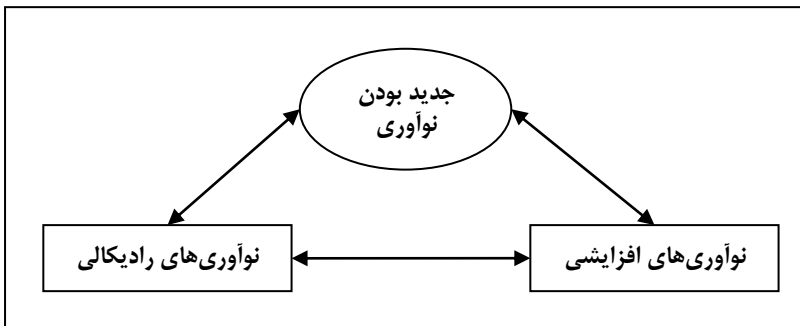 جدید بودن
نوآوری
نوآوری‌های افزایشی
نوآوری‌های رادیکالی